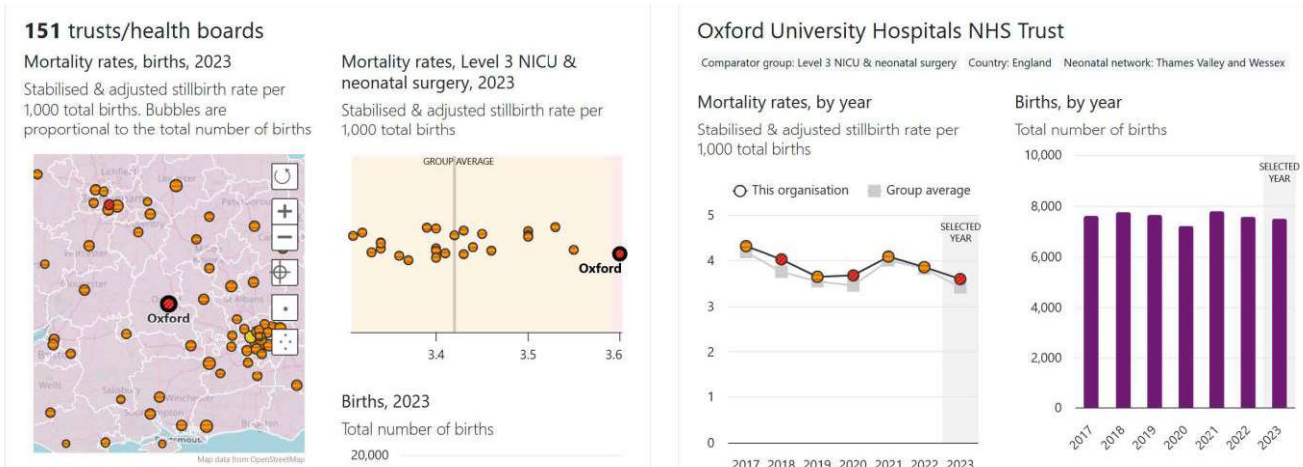 151 trusts/health boards
Mortality rates, births, 2023
Stabilised & adjusted stillbirth rate per
1,000 total births. Bubbles are
proportional to the total number of births
Oxford
Map data from OpenStreetMap
Mortality rates, Level 3 NICU &
neonatal surgery, 2023
Stabilised & adjusted stillbirth rate per
1,000 total births
GROUP AVERAGE
Oxford
3.4 3.5 3.6
Births, 2023
Total number of births
20,000
Oxford University Hospitals NHS Trust
Comparator group: Level 3 NICU & neonatal surgery Country: England Neonatal network: Thames Valley and Wessex
Mortality rates, by year
Stabilised & adjusted stillbirth rate per
1,000 total births
This organisation Group average
SELECTED
YEAR
5
4
3
2
1
0
2017 2018 2019 2020 2021 2022 2023
Births, by year
Total number of births
10,000
SELECTED
YEAR
8,000
6,000
4,000
2,000
0
2017 2018 2019 2020 2021 2022 2023